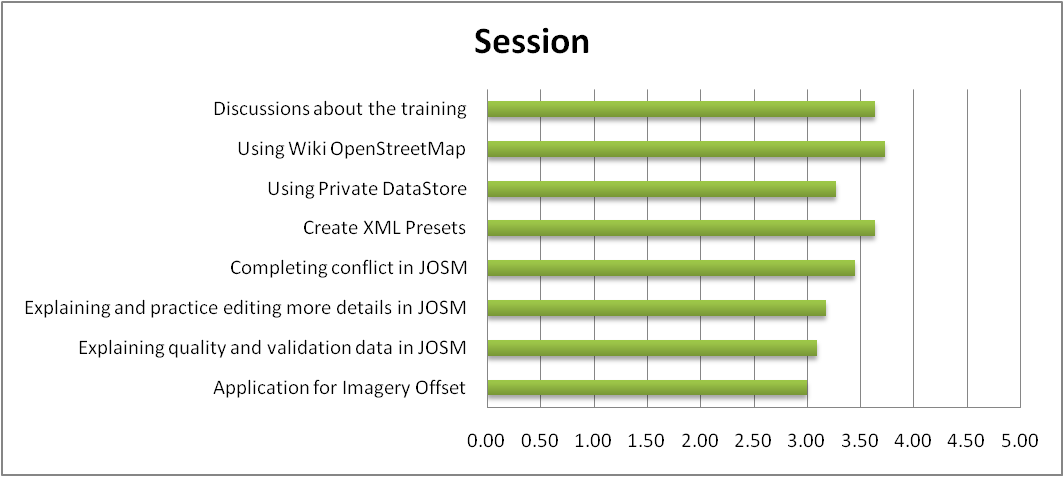 Session
Discussions about the training
Using Wiki OpenStreetMap
Using Private DataStore
Create XML Presets
Completing conflict in JOSM
Explaining and practice editing more details in JOSM
Explaining quality and validation data in JOSM
Application for Imagery Offset
0.00 0.50 1.00 1.50 2.00 2.50 3.00 3.50 4.00 4.50 5.00